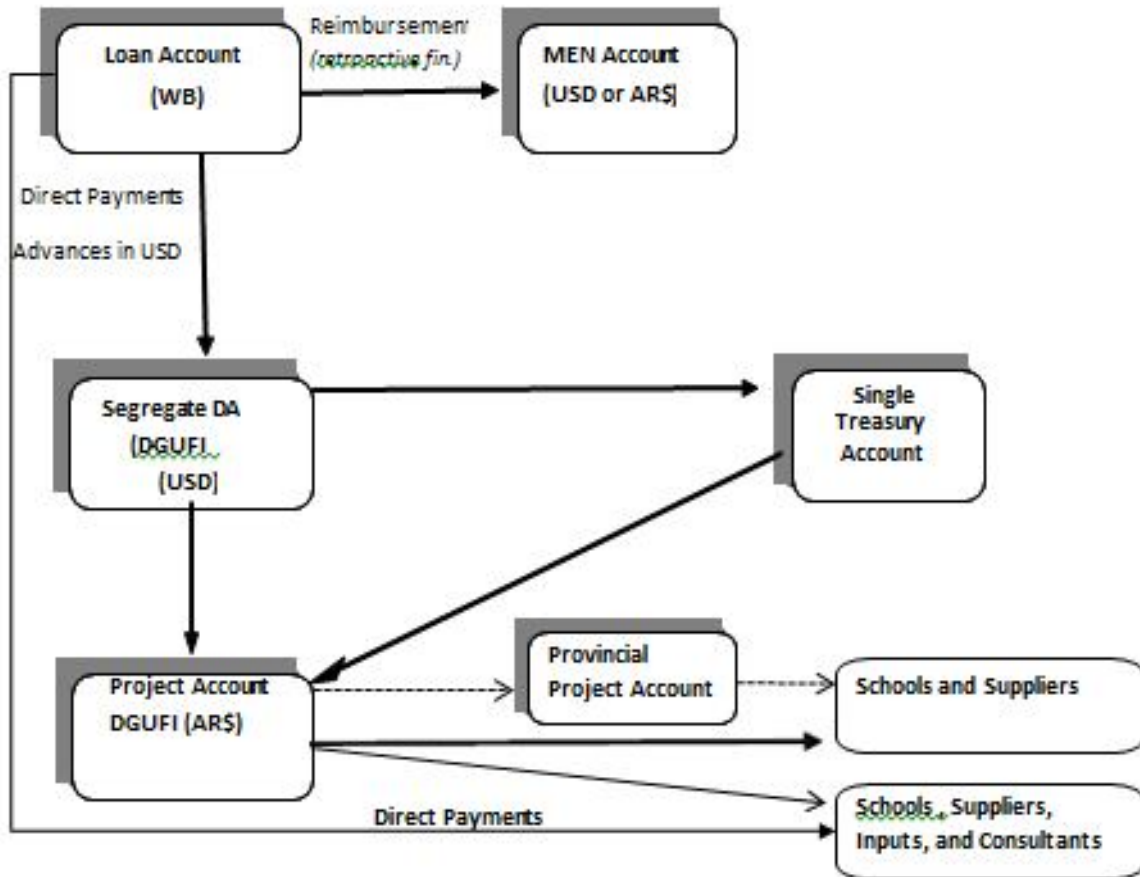 Loan Account
(WB)
Reimbursement
(retroactive fin.)
MEN Account
(USD or AR$)
Direct Payments
Advances in USD
Segregate DA
(DGUFI
(USD)
Single
Treasury
Account
Project Account
DGUFI (AR$)
Provincial
Project Account
Schools and Suppliers
Direct Payments
Schools, Suppliers,
Inputs, and Consultants